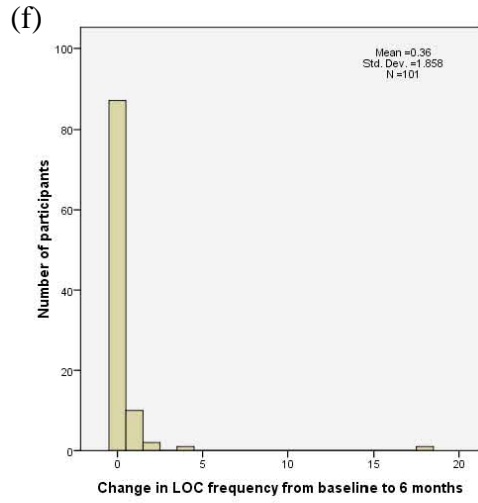 (f)
Mean =0.36
Std. Dev. =1.858
N =101
100
80
60
40
20
0
Number of participants
0 5 10 15 20
Change in LOC frequency from baseline to 6 months